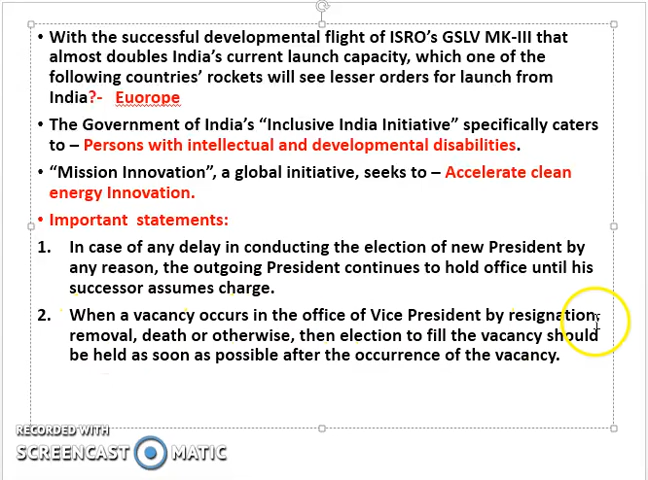 • With the successful developmental flight of ISRO's GSLV MK-III that
almost doubles India's current launch capacity, which one of the
following countries' rockets will see lesser orders for launch from
India?- Euorope
• The Government of India's "Inclusive India Initiative" specifically caters
to – Persons with intellectual and developmental disabilities.
• "Mission Innovation", a global initiative, seeks to – Accelerate clean
energy Innovation.
• Important statements:
1. In case of any delay in conducting the election of new President by
any reason, the outgoing President continues to hold office until his
successor assumes charge.
2. When a vacancy occurs in the office of Vice President by resignation,
removal, death or otherwise, then election to fill the vacancy should
be held as soon as possible after the occurrence of the vacancy.
RECORDED WITH
SCREENCAST MATIC